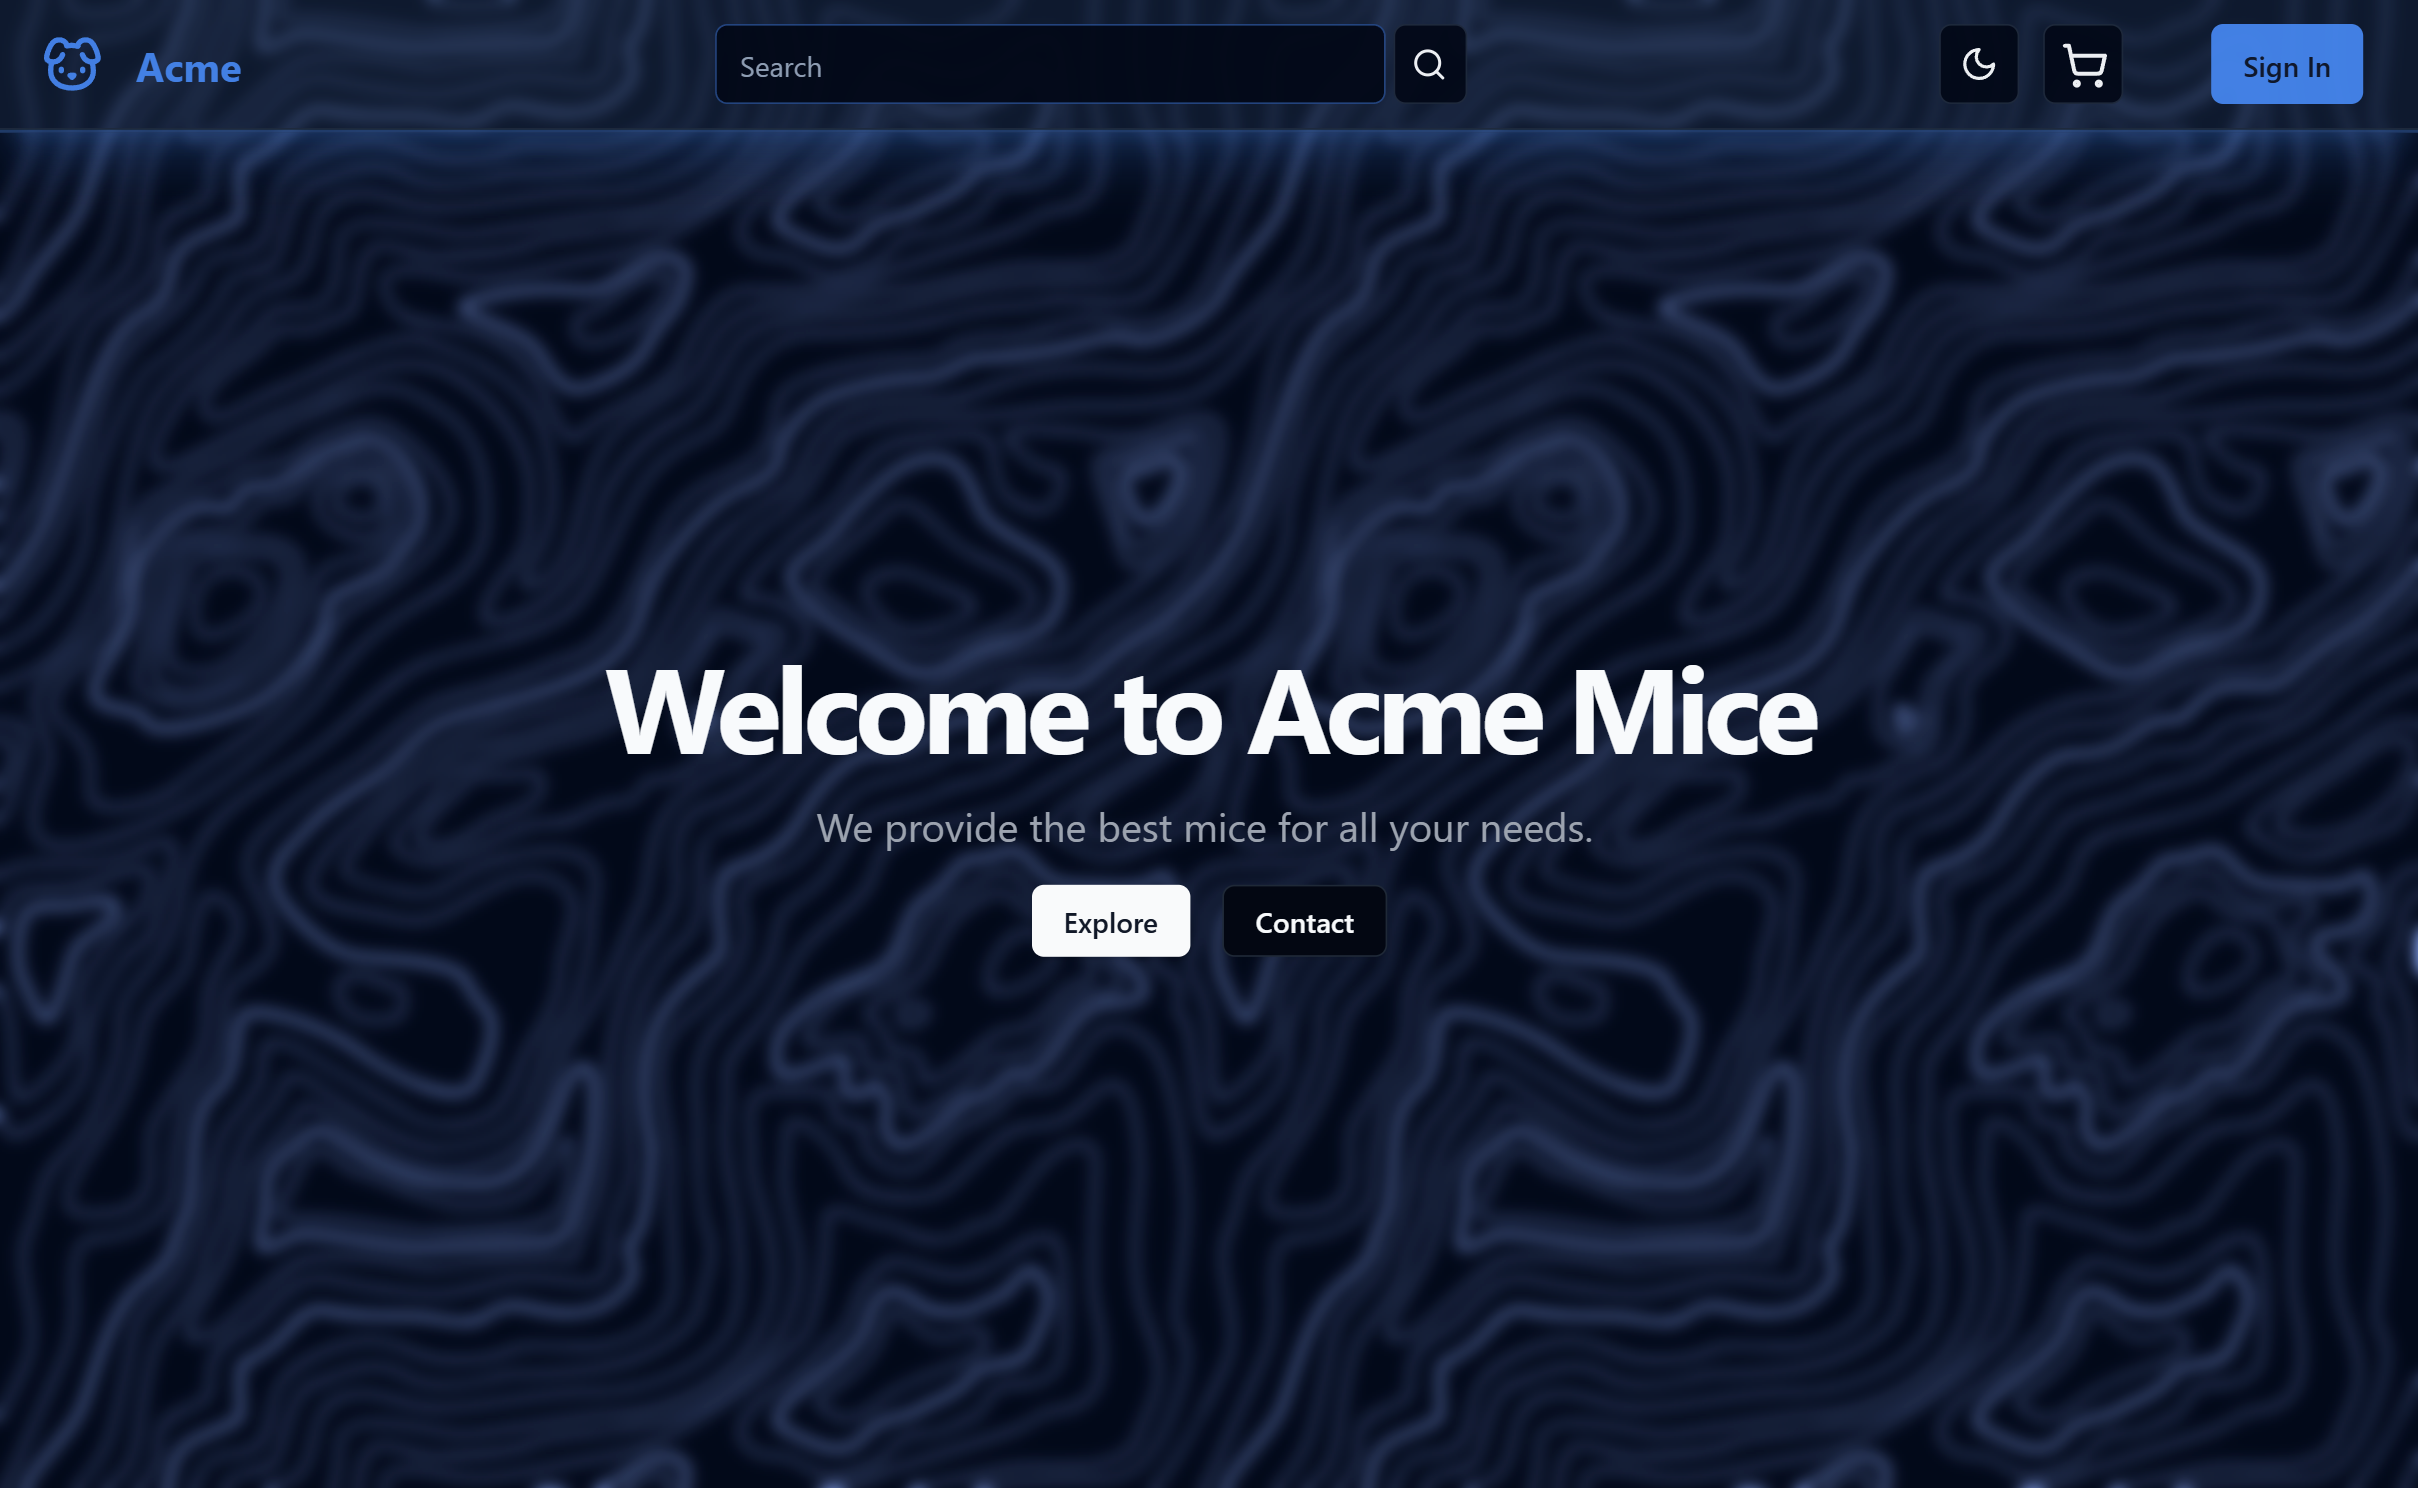 Acme
Search
Sign In
Welcome to Acme Mice
We provide the best mice for all your needs.
Explore
Contact